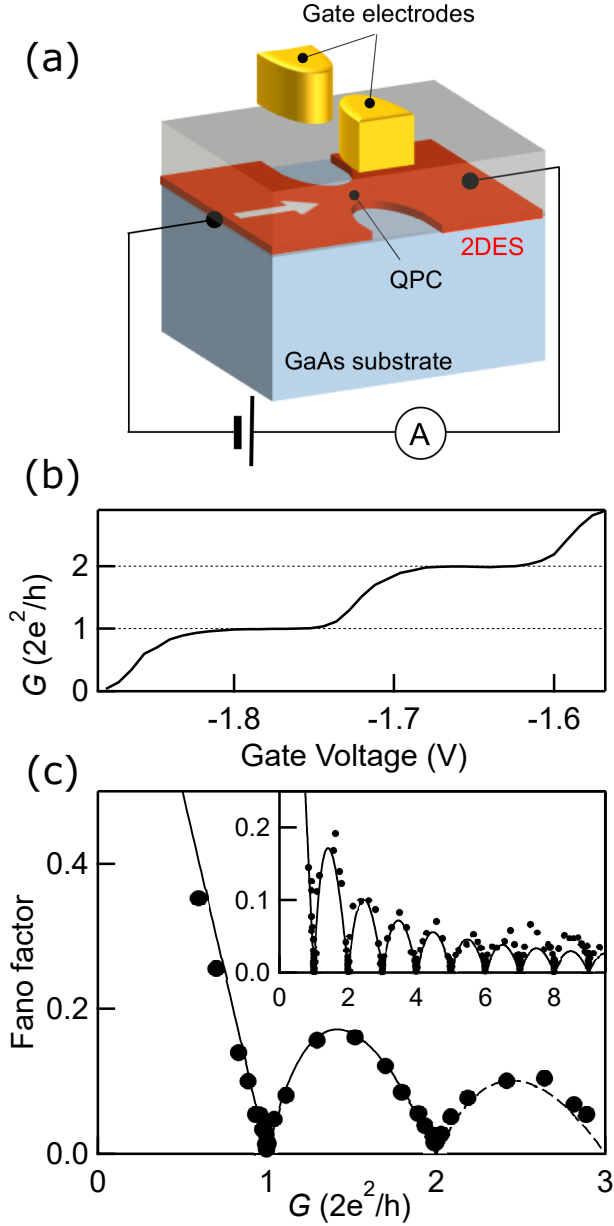 (a)
Gate electrodes
2DES
QPC
GaAs substrate
A
(b)
G (2e²/h)
2
1
0
-1.8 -1.7 -1.6
Gate Voltage (V)
(c)
Fano factor
0.4
0.2
0.0
0 1 2 3
G (2e²/h)
0.2
0.1
0.0
0 2 4 6 8